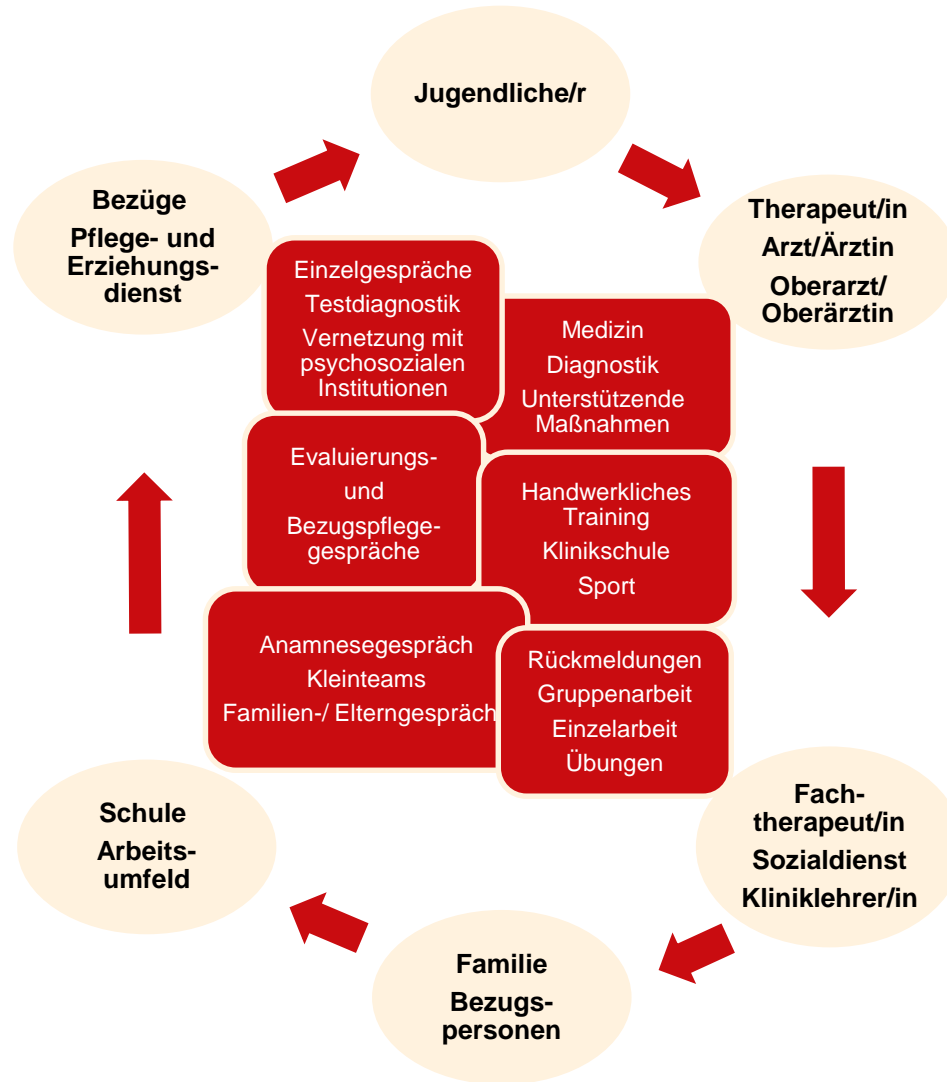 Jugendliche/r
Bezüge
Pflege- und
Erziehungs-
dienst
Therapeut/in
Arzt/Ärztin
Oberarzt/
Oberärztin
Einzelgespräche
Testdiagnostik
Vernetzung mit
psychosozialen
Institutionen
Medizin
Diagnostik
Unterstützende
Maßnahmen
Evaluierungs-
und
Bezugspflege-
gespräche
Handwerkliches
Training
Klinikschule
Sport
Anamnesegespräch
Kleinteams
Familien-/ Elterngespräch
Rückmeldungen
Gruppenarbeit
Einzelarbeit
Übungen
Schule
Arbeits-
umfeld
Fach-
therapeut/in
Sozialdienst
Kliniklehrer/in
Familie
Bezugs-
personen